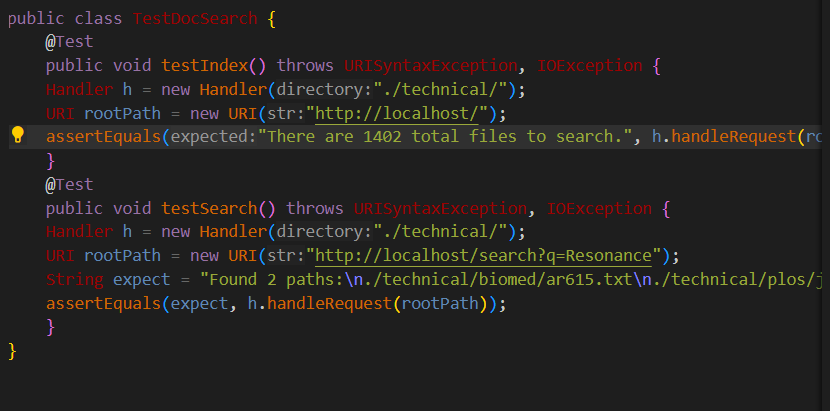 public class TestDocSearch {
@Test
public void testIndex() throws URISyntaxException, IOException {
Handler h = new Handler(directory:"./technical/");
URI rootPath = new URI(str:"http://localhost/");
assertEquals(expected:"There are 1402 total files to search.", h.handleRequest(ro
}
@Test
public void testSearch() throws URISyntaxException, IOException {
Handler h = new Handler(directory:"./technical/");
URI rootPath = new URI(str:"http://localhost/search?q=Resonance");
String expect = "Found 2 paths:\n./technical/biomed/ar615.txt\n./technical/plos/j
assertEquals(expect, h.handleRequest(rootPath));
}
}